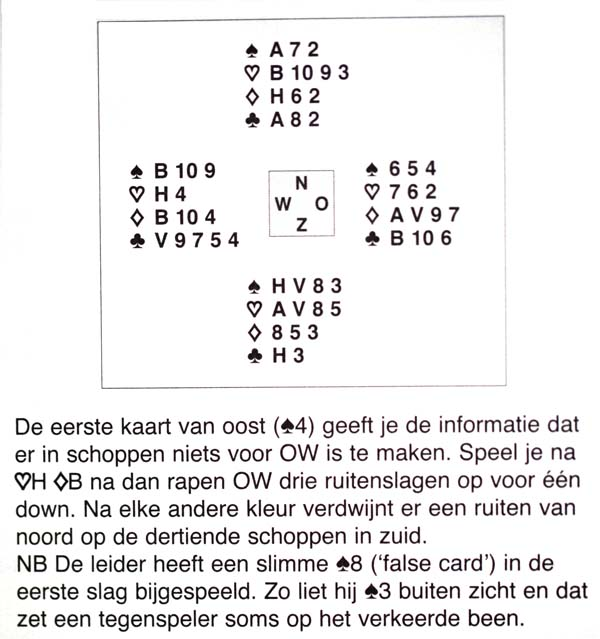 ♠ A 7 2
♡ B 10 9 3
♢ H 6 2
♣ A 8 2
♠ B 10 9
♡ H 4
♢ B 10 4
♣ V 9 7 5 4
N
W O
Z
♠ 6 5 4
♡ 7 6 2
♢ A V 9 7
♣ B 10 6
♠ H V 8 3
♡ A V 8 5
♢ 8 5 3
♣ H 3
De eerste kaart van oost (♠4) geeft je de informatie dat
er in schoppen niets voor OW is te maken. Speel je na
♡H ♢B na dan rapen OW drie ruitenslagen op voor één
down. Na elke andere kleur verdwijnt er een ruiten van
noord op de dertiende schoppen in zuid.
NB De leider heeft een slimme ♠8 (‘false card’) in de
eerste slag bijgespeeld. Zo liet hij ♠3 buiten zicht en dat
zet een tegenspeler soms op het verkeerde been.